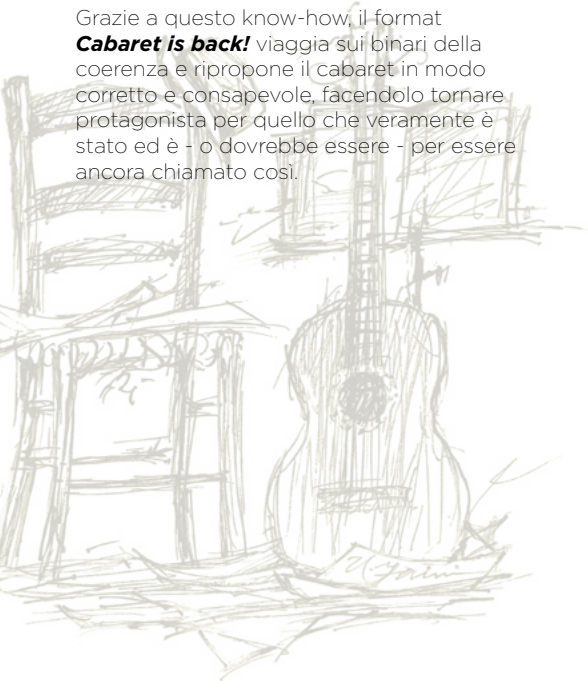 Grazie a questo know-how, il format
Cabaret is back! viaggia sui binari della
coerenza e ripropone il cabaret in modo
corretto e consapevole, facendolo tornare
protagonista per quello che veramente è
stato ed è - o dovrebbe essere - per essere
ancora chiamato così.